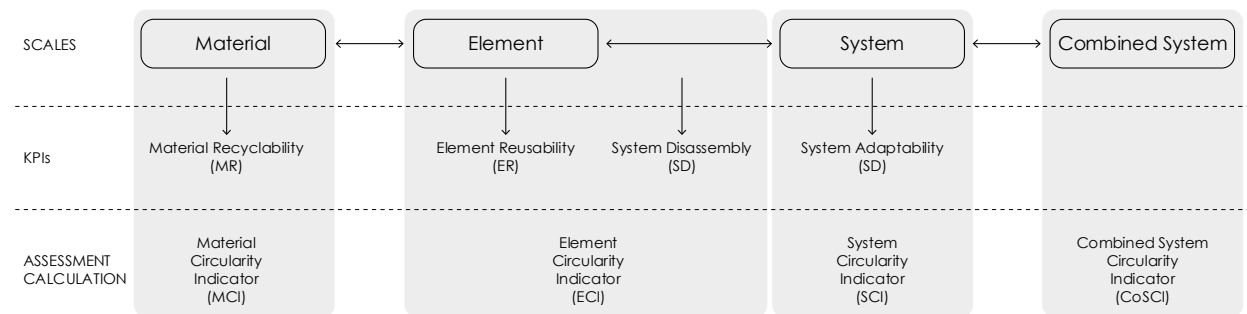 SCALES
Material
Element
System
Combined System
KPIs
Material Recyclability
(MR)
Element Reusability
(ER)
System Disassembly
(SD)
System Adaptability
(SD)
ASSESSMENT
CALCULATION
Material
Circularity
Indicator
(MCI)
Element
Circularity
Indicator
(ECI)
System
Circularity
Indicator
(SCI)
Combined System
Circularity
Indicator
(CoSCI)